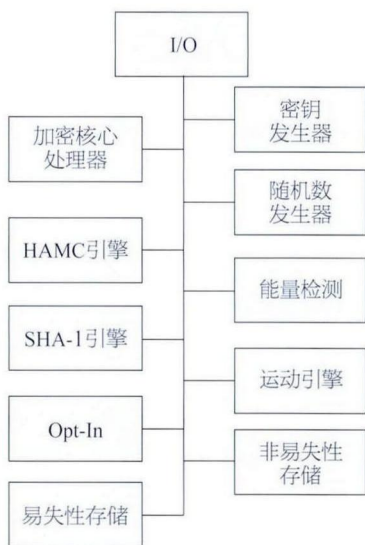 I/O
密钥
发生器
加密核心
处理器
随机数
发生器
HAMC引擎
能量检测
SHA-1引擎
运动引擎
Opt-In
非易失性
存储
易失性存储